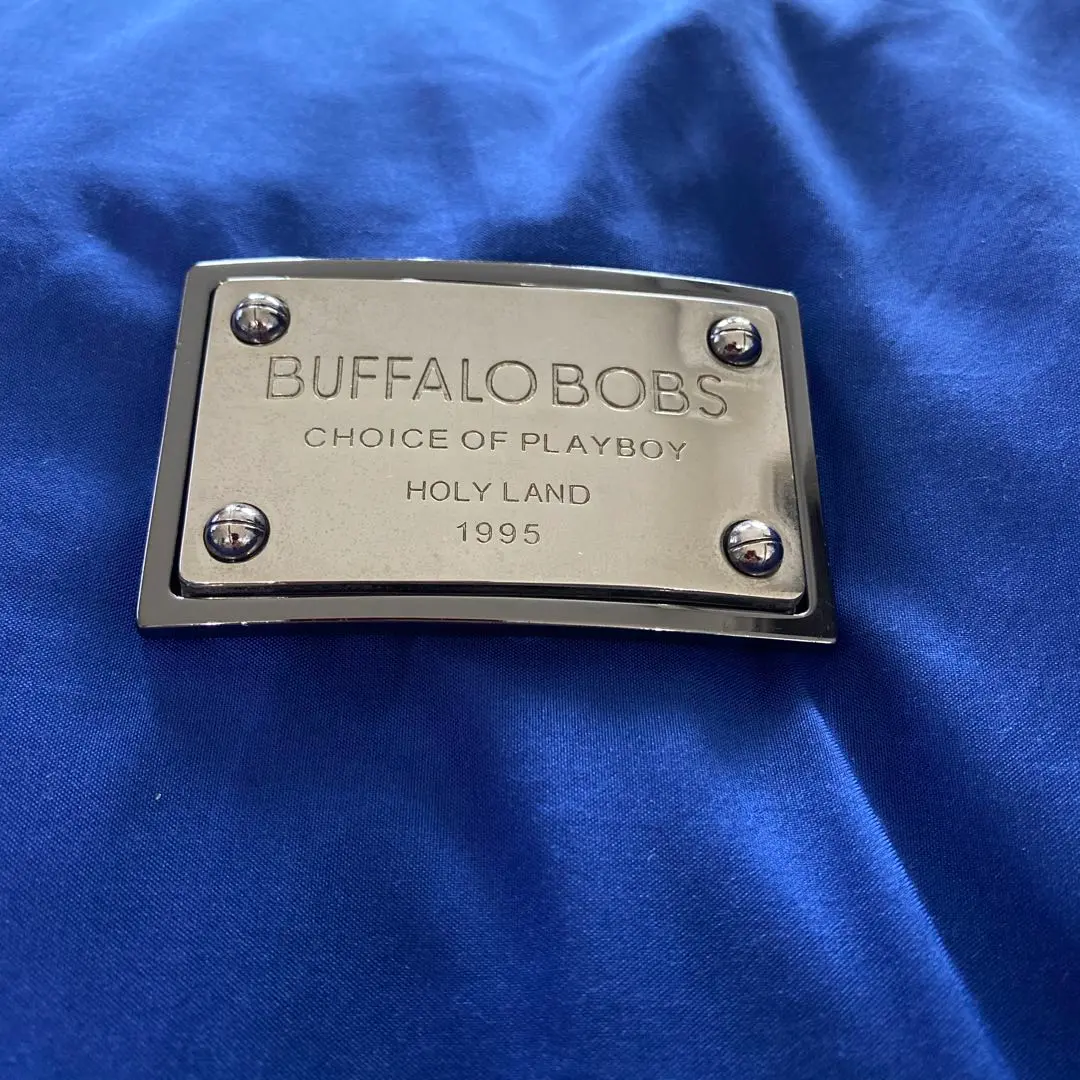 BUFFALO BOBS
CHOICE OF PLAYBOY
HOLY LAND
1995